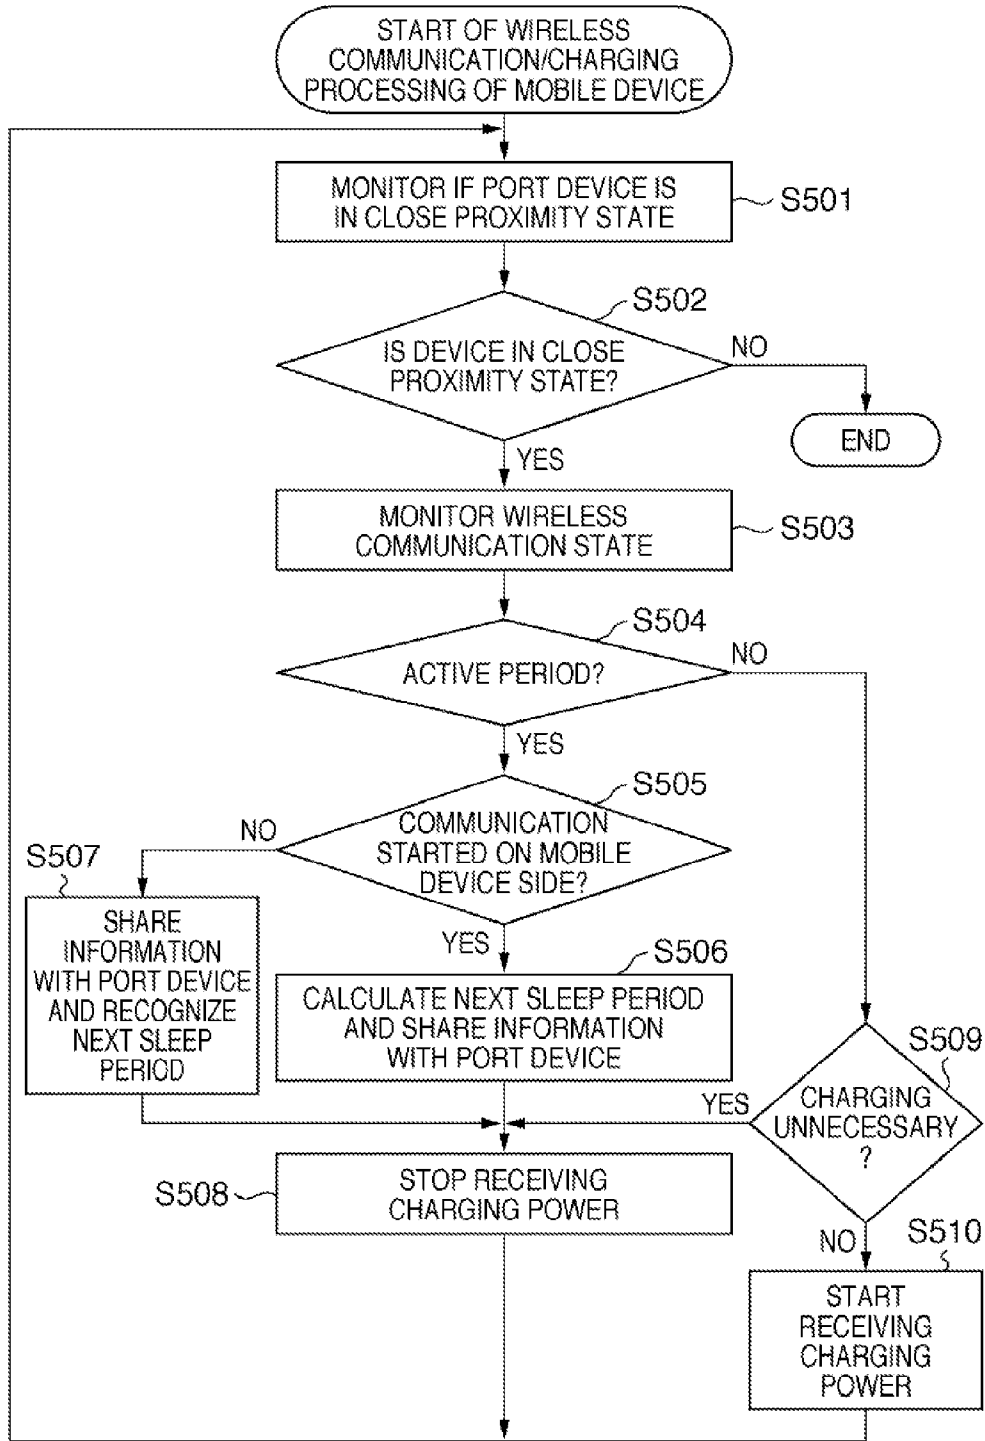 START OF WIRELESS
COMMUNICATION/CHARGING
PROCESSING OF MOBILE DEVICE
MONITOR IF PORT DEVICE IS
IN CLOSE PROXIMITY STATE
S501
S502
IS DEVICE IN CLOSE
PROXIMITY STATE?
NO
END
YES
MONITOR WIRELESS
COMMUNICATION STATE
S503
S504
ACTIVE PERIOD?
NO
YES
S505
COMMUNICATION
STARTED ON MOBILE
DEVICE SIDE?
NO
S507
SHARE
INFORMATION
WITH PORT DEVICE
AND RECOGNIZE
NEXT SLEEP
PERIOD
YES
S506
CALCULATE NEXT SLEEP PERIOD
AND SHARE INFORMATION
WITH PORT DEVICE
S509
CHARGING
UNNECESSARY
?
YES
S508
STOP RECEIVING
CHARGING POWER
NO
S510
START
RECEIVING
CHARGING
POWER